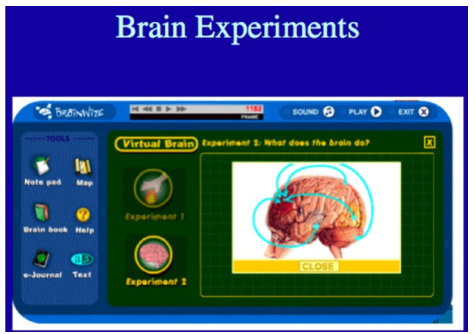 Brain Experiments
BRAINWIZE
1182
FRAME
SOUND
PLAY
EXIT X
TOOLS
Virtual Brain Experiment 2: What does the brain do? X
Note pad Map
Experiment 1
Brain book Help
Experiment 2
CLOSE
e-Journal Text